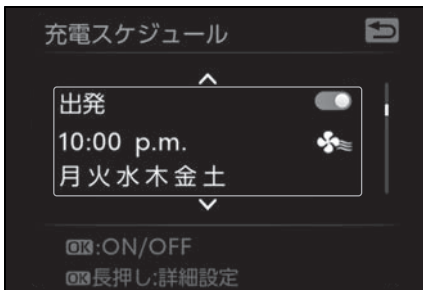 充電スケジュール
出発
10:00 p.m.
月火水木金土
OK:ON/OFF
OK長押し:詳細設定